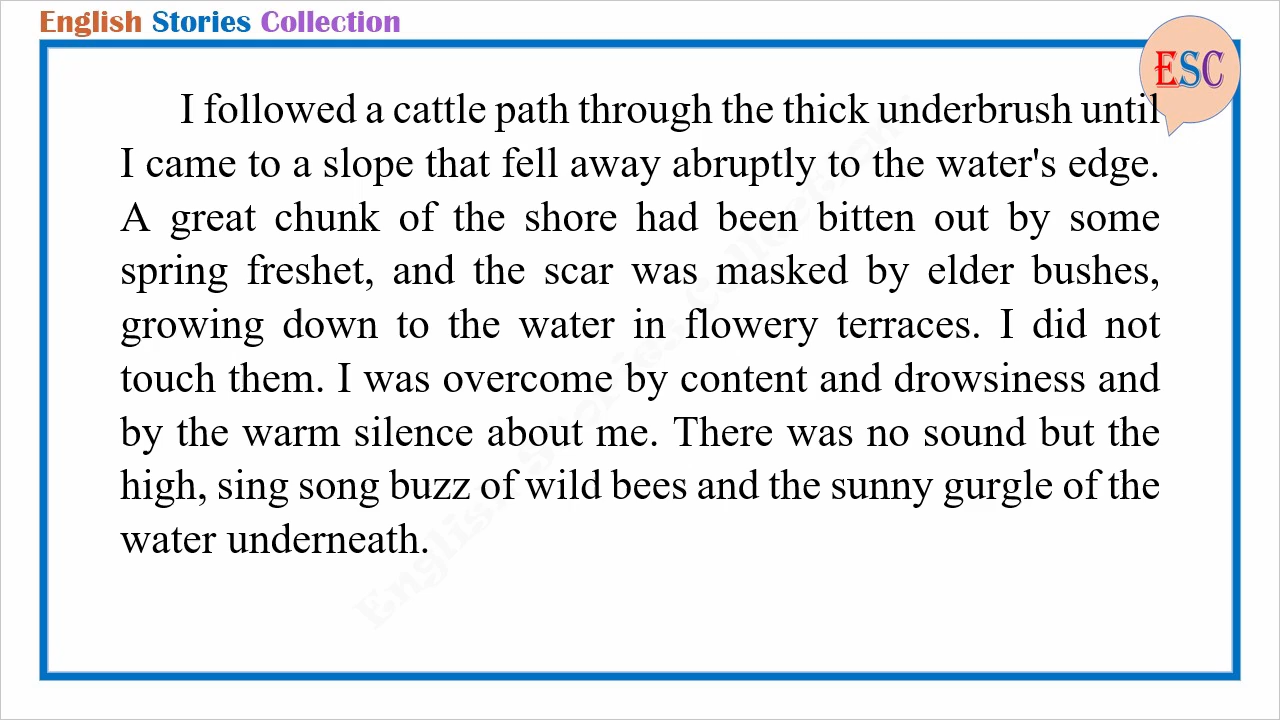 English Stories Collection
ESC
I followed a cattle path through the thick underbrush until
I came to a slope that fell away abruptly to the water's edge.
A great chunk of the shore had been bitten out by some
spring freshet, and the scar was masked by elder bushes,
growing down to the water in flowery terraces. I did not
touch them. I was overcome by content and drowsiness and
by the warm silence about me. There was no sound but the
high, sing song buzz of wild bees and the sunny gurgle of the
water underneath.
English Stories Collection